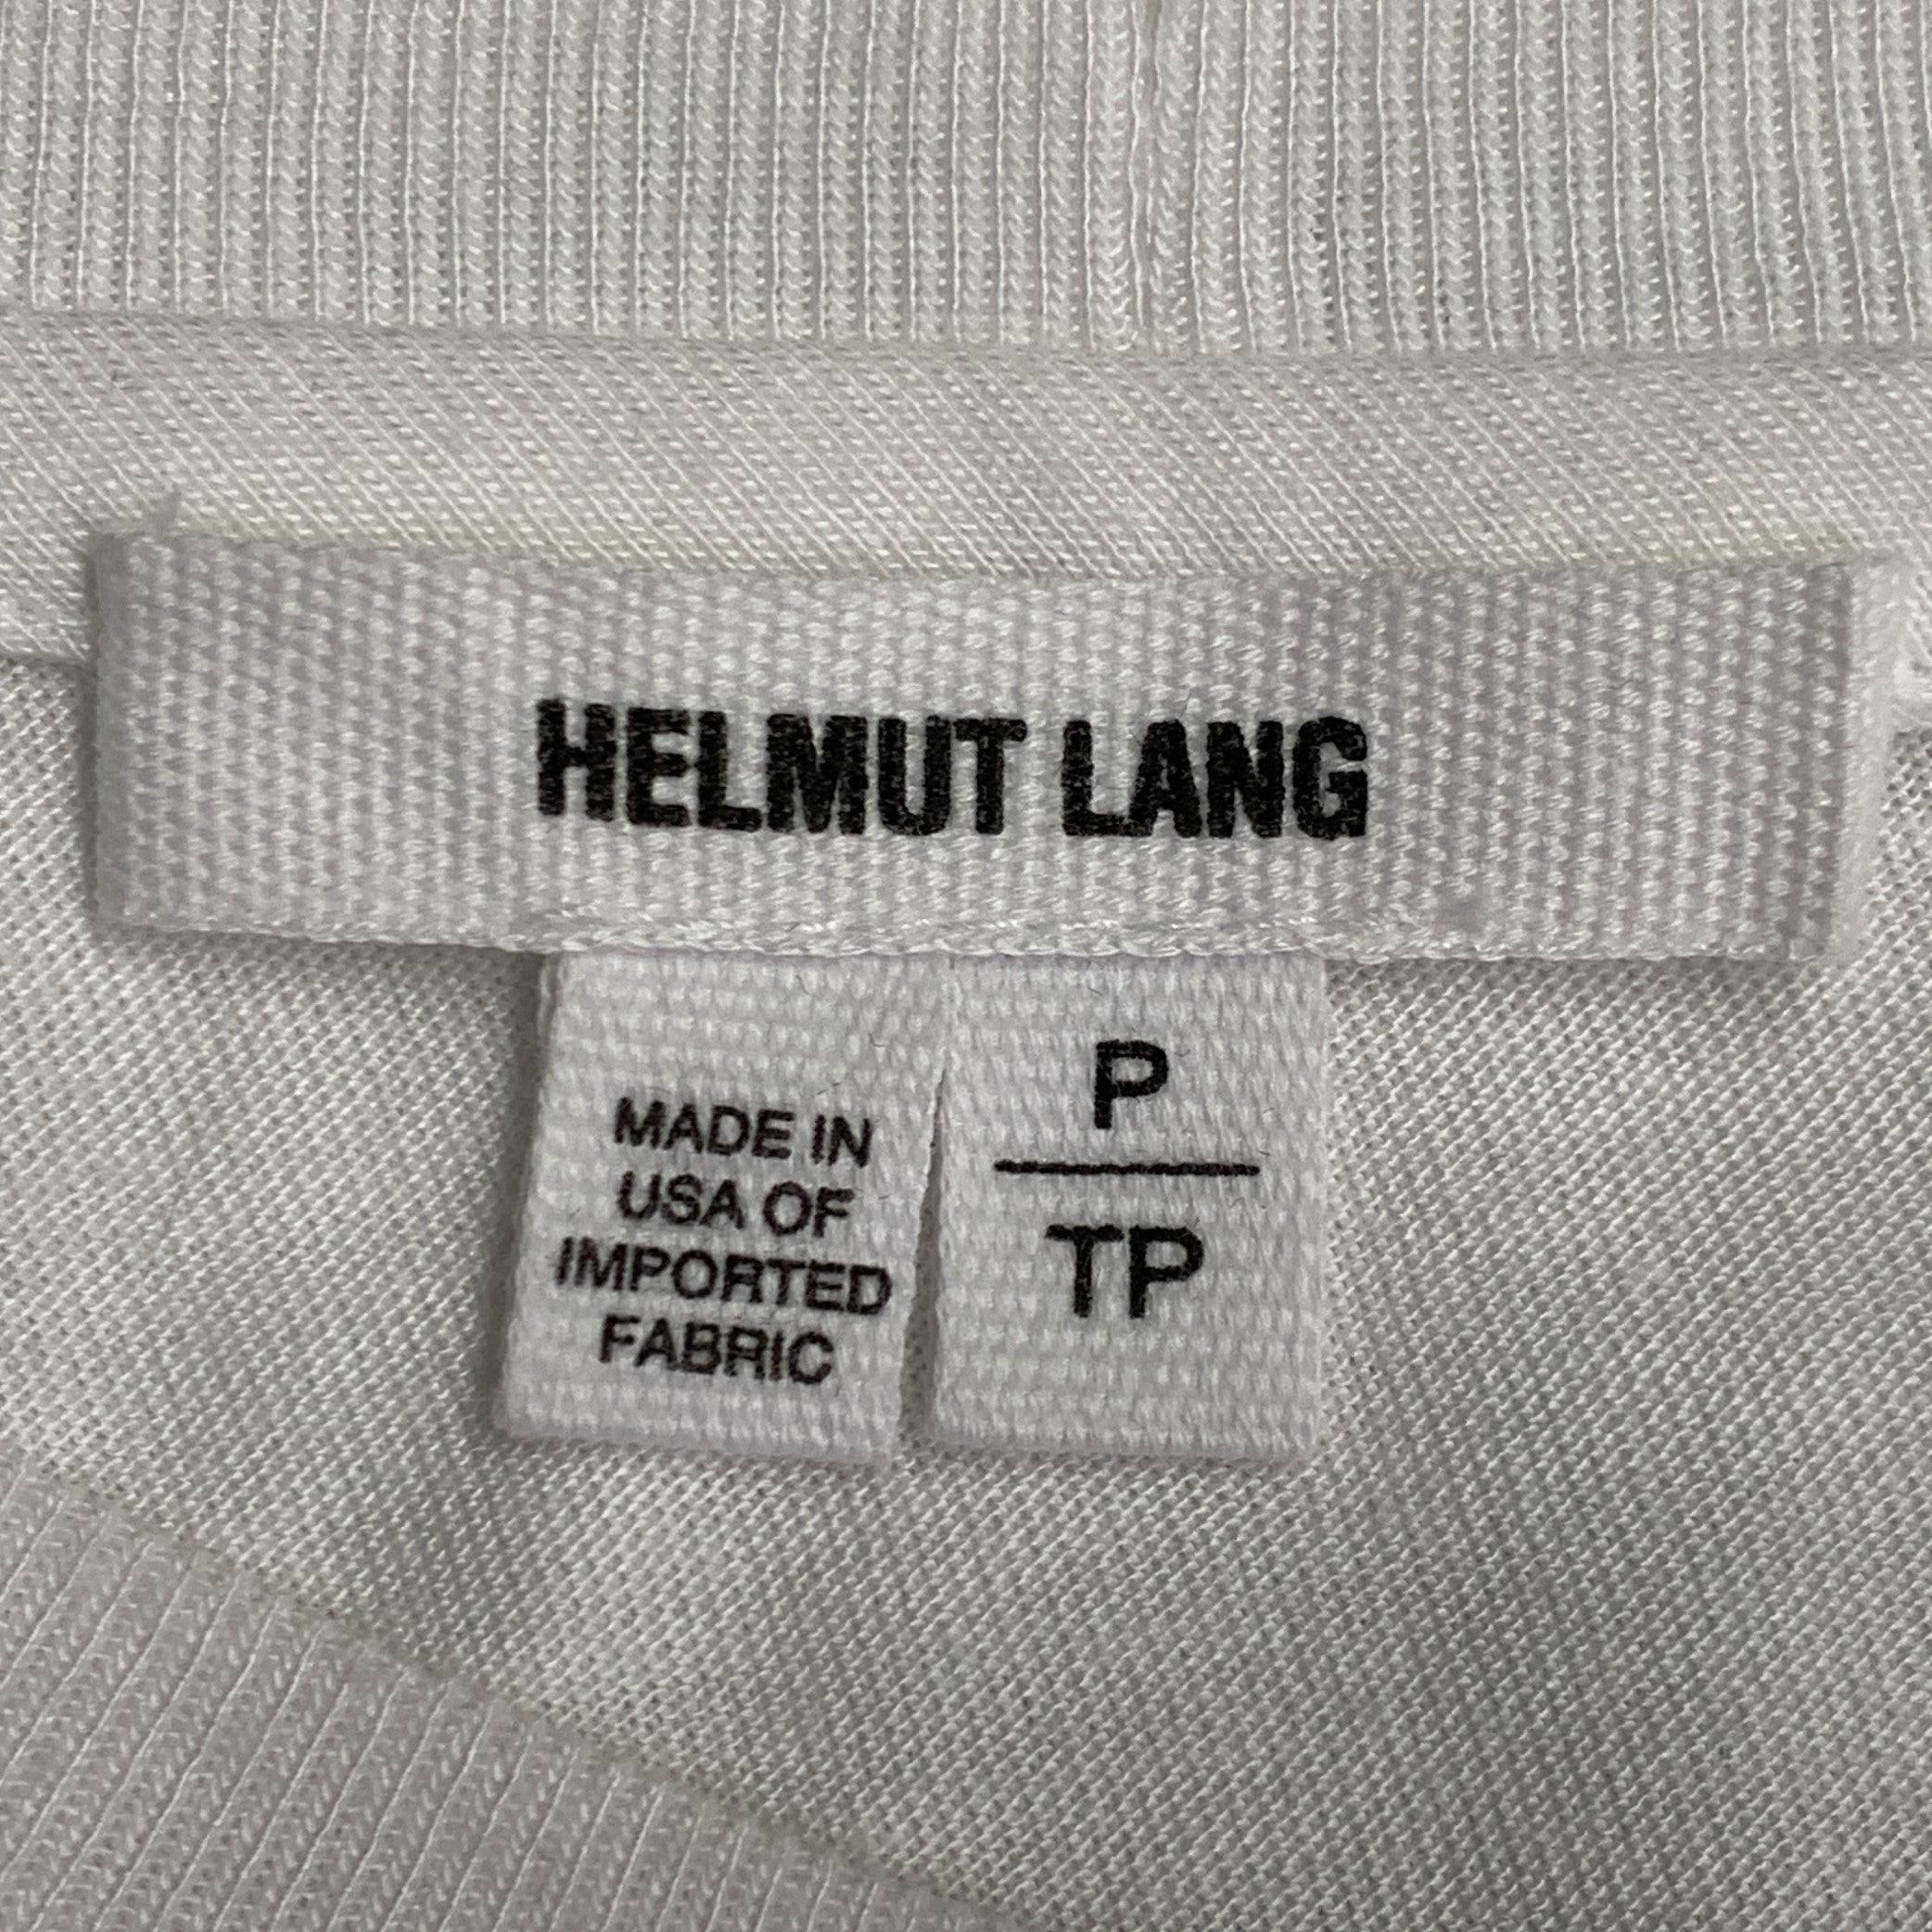 HELMUT LANG
MADE IN
USA OF
IMPORTED
FABRIC
P
TP